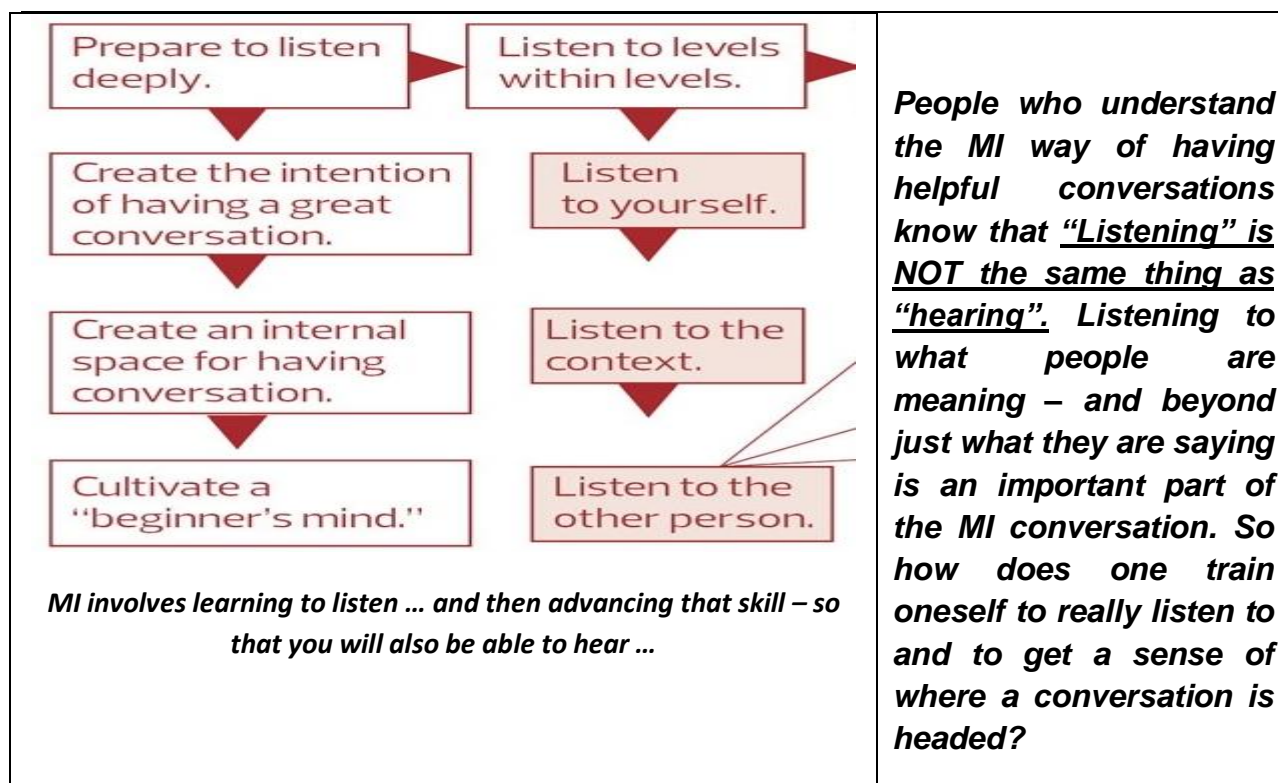 Prepare to listen
deeply.
Create the intention
of having a great
conversation.
Create an internal
space for having
conversation.
Cultivate a
“beginner’s mind.”
Listen to levels
within levels.
Listen
to yourself.
Listen to the
context.
Listen to the
other person.
MI involves learning to listen … and then advancing that skill – so
that you will also be able to hear …
People who understand
the MI way of having
helpful conversations
know that “Listening” is
NOT the same thing as
“hearing”. Listening to
what people are
meaning – and beyond
just what they are saying
is an important part of
the MI conversation. So
how does one train
oneself to really listen to
and to get a sense of
where a conversation is
headed?